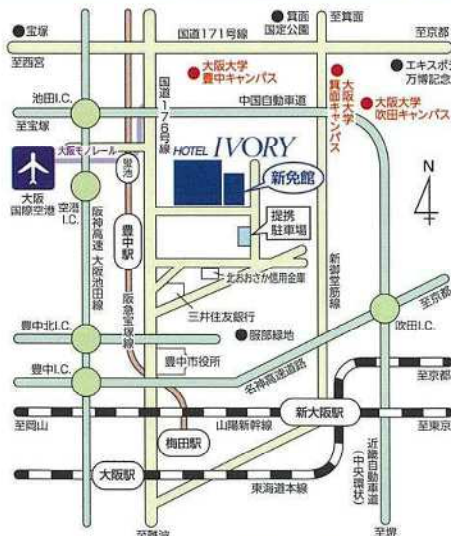 宝塚
箕面
国定公園
至箕面
国道171号線
至京都
至西宮
大阪大学
豊中キャンパス
エキスポ
万博記念
池田I.C.
国道176号線
中国自動車道
大阪大学
箕面キャンパス
大阪大学
吹田キャンパス
至宝塚
大阪モノレール
HOTEL IVORY
蛍池
新免館
N
大阪
国際空港
空港
I.C.
阪神高速 大阪池田線
豊中駅
提携
駐車場
新御堂筋線
北おおさか信用金庫
阪急宝塚線
三井住友銀行
至京都
吹田I.C.
豊中北I.C.
服部緑地
豊中市役所
豊中I.C.
名神高速道路
至京都
新大阪駅
至岡山
山陽新幹線
至東京
梅田駅
大阪駅
東海道本線
近畿自動車道
(中央環状)
至難波
至堺